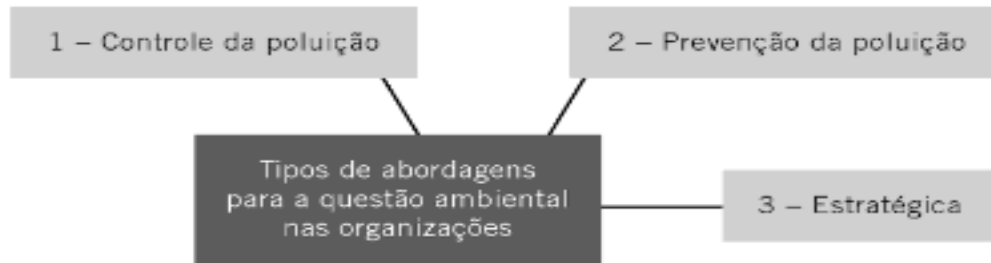 1 – Controle da poluição
2 – Prevenção da poluição
Tipos de abordagens
para a questão ambiental
nas organizações
3 – Estratégica